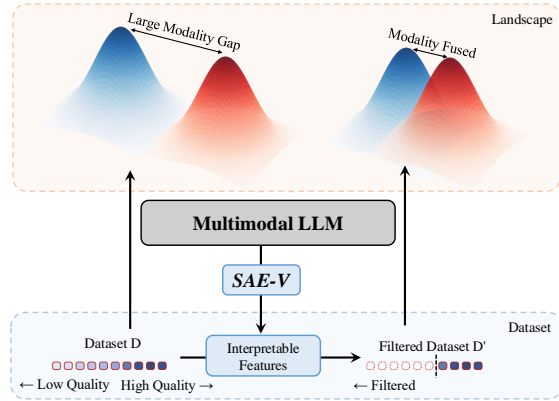 Landscape
Large Modality Gap
Modality Fused
Multimodal LLM
SAE-V
Dataset
Dataset D
Interpretable
Features
Filtered Dataset D'
← Low Quality High Quality →
← Filtered